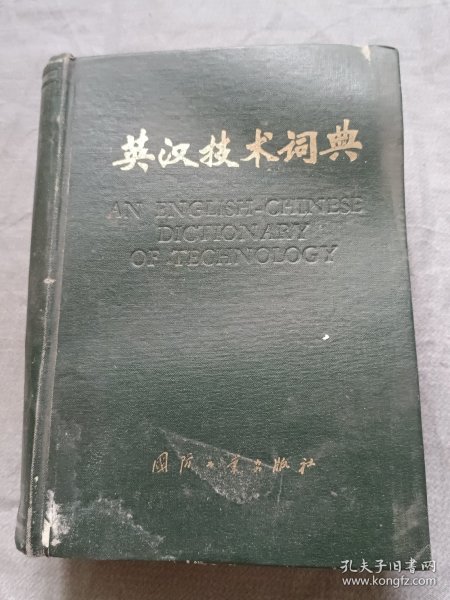 英汉技术词典
AN ENGLISH-CHINESE
DICTIONARY
OF TECHNOLOGY
国防工业出版社
孔夫子旧书网
www.kongfz.com